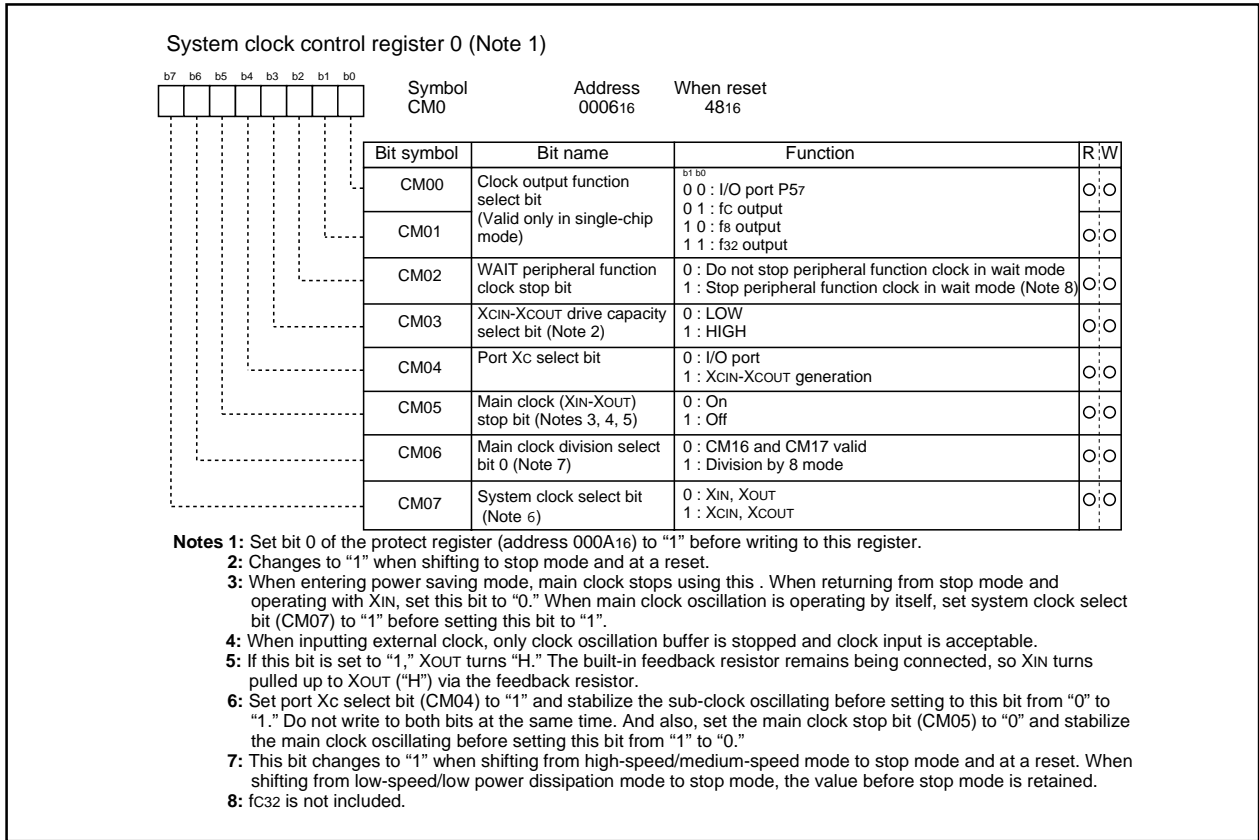 System clock control register 0 (Note 1)
b7 b6 b5 b4 b3 b2 b1 b0
Symbol Address When reset
CM0 000616 4816
Bit symbol Bit name Function R W
CM00 Clock output function
select bit
(Valid only in single-chip
mode)
b1 b0
0 0 : I/O port P57
0 1 : fC output
1 0 : f8 output
1 1 : f32 output
CM01
CM02 WAIT peripheral function
clock stop bit
0 : Do not stop peripheral function clock in wait mode
1 : Stop peripheral function clock in wait mode (Note 8)
CM03 XCIN-XCOUT drive capacity
select bit (Note 2)
0 : LOW
1 : HIGH
CM04 Port XC select bit
0 : I/O port
1 : XCIN-XCOUT generation
CM05 Main clock (XIN-XOUT)
stop bit (Notes 3, 4, 5)
0 : On
1 : Off
CM06 Main clock division select
bit 0 (Note 7)
0 : CM16 and CM17 valid
1 : Division by 8 mode
CM07 System clock select bit
(Note 6)
0 : XIN, XOUT
1 : XCIN, XCOUT
Notes 1: Set bit 0 of the protect register (address 000A16) to “1” before writing to this register.
2: Changes to “1” when shifting to stop mode and at a reset.
3: When entering power saving mode, main clock stops using this . When returning from stop mode and
operating with XIN, set this bit to “0.” When main clock oscillation is operating by itself, set system clock select
bit (CM07) to “1” before setting this bit to “1”.
4: When inputting external clock, only clock oscillation buffer is stopped and clock input is acceptable.
5: If this bit is set to “1,” XOUT turns “H.” The built-in feedback resistor remains being connected, so XIN turns
pulled up to XOUT (“H”) via the feedback resistor.
6: Set port Xc select bit (CM04) to “1” and stabilize the sub-clock oscillating before setting to this bit from “0” to
“1.” Do not write to both bits at the same time. And also, set the main clock stop bit (CM05) to “0” and stabilize
the main clock oscillating before setting this bit from “1” to “0.”
7: This bit changes to “1” when shifting from high-speed/medium-speed mode to stop mode and at a reset. When
shifting from low-speed/low power dissipation mode to stop mode, the value before stop mode is retained.
8: fC32 is not included.